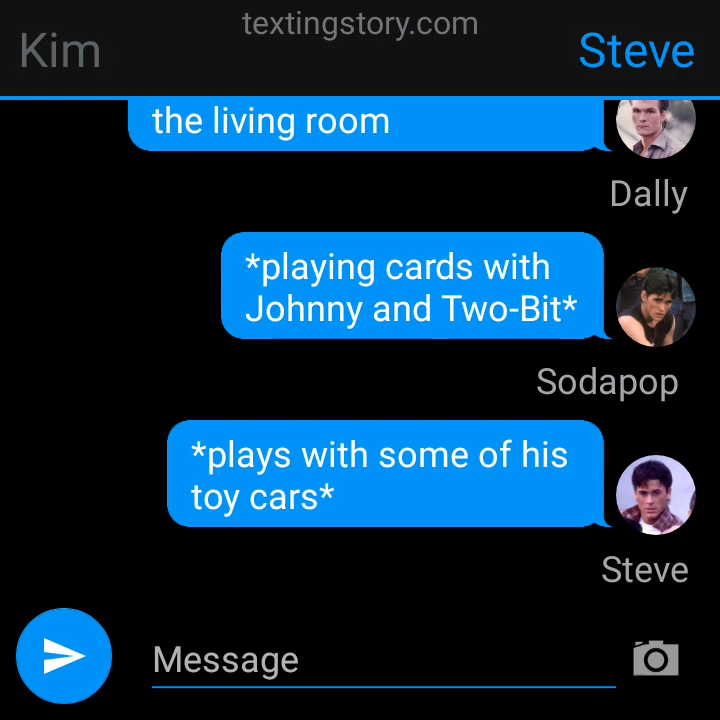 textingstory.com
Kim
Steve
the living room
Dally
*playing cards with
Johnny and Two-Bit*
Sodapop
*plays with some of his
toy cars*
Steve
Message